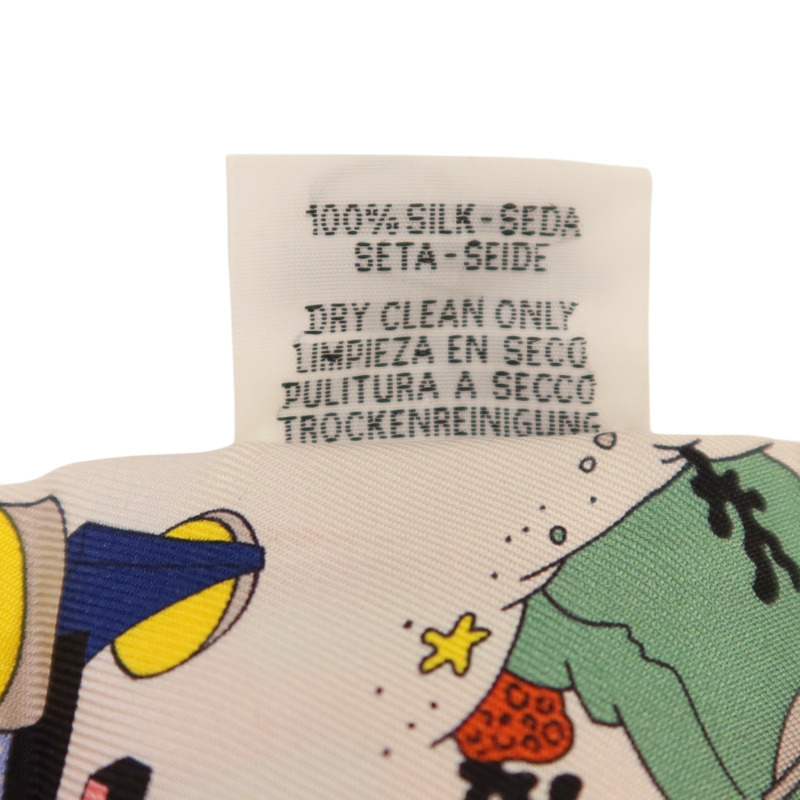 100% SILK - SEDA
SETA - SEIDE
DRY CLEAN ONLY
LIMPIEZA EN SECO
PULITURA A SECCO
TROCKENREINIGUNG